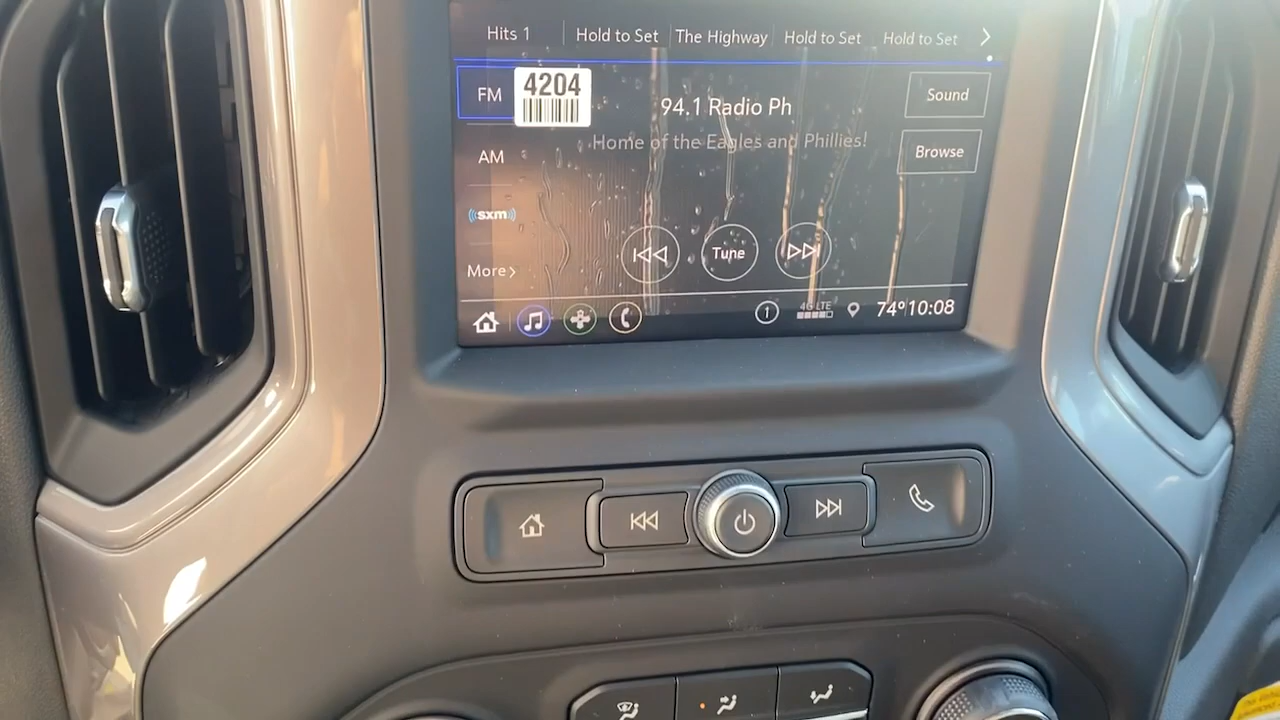 Hits 1 Hold to Set The Highway Hold to Set Hold to Set
FM 4204 94.1 Radio Ph Sound
Home of the Eagles and Phillies!
Browse
AM
sxm
Tune
More
4G LTE
74° 10:08